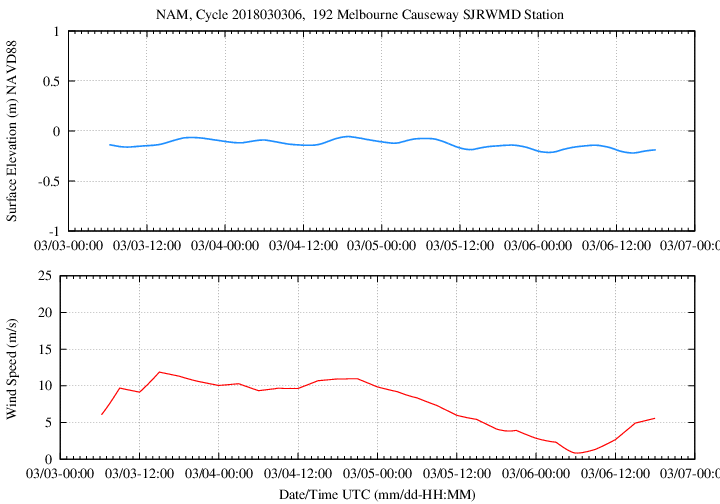 NAM, Cycle 2018030306,  192 Melbourne Causeway SJRWMD Station
Surface Elevation (m) NAVD88
1
0.5
0
-0.5
-1
03/03-00:00 03/03-12:00 03/04-00:00 03/04-12:00 03/05-00:00 03/05-12:00 03/06-00:00 03/06-12:00 03/07-00:0
Wind Speed (m/s)
25
20
15
10
5
0
03/03-00:00 03/03-12:00 03/04-00:00 03/04-12:00 03/05-00:00 03/05-12:00 03/06-00:00 03/06-12:00 03/07-00:0
Date/Time UTC (mm/dd-HH:MM)